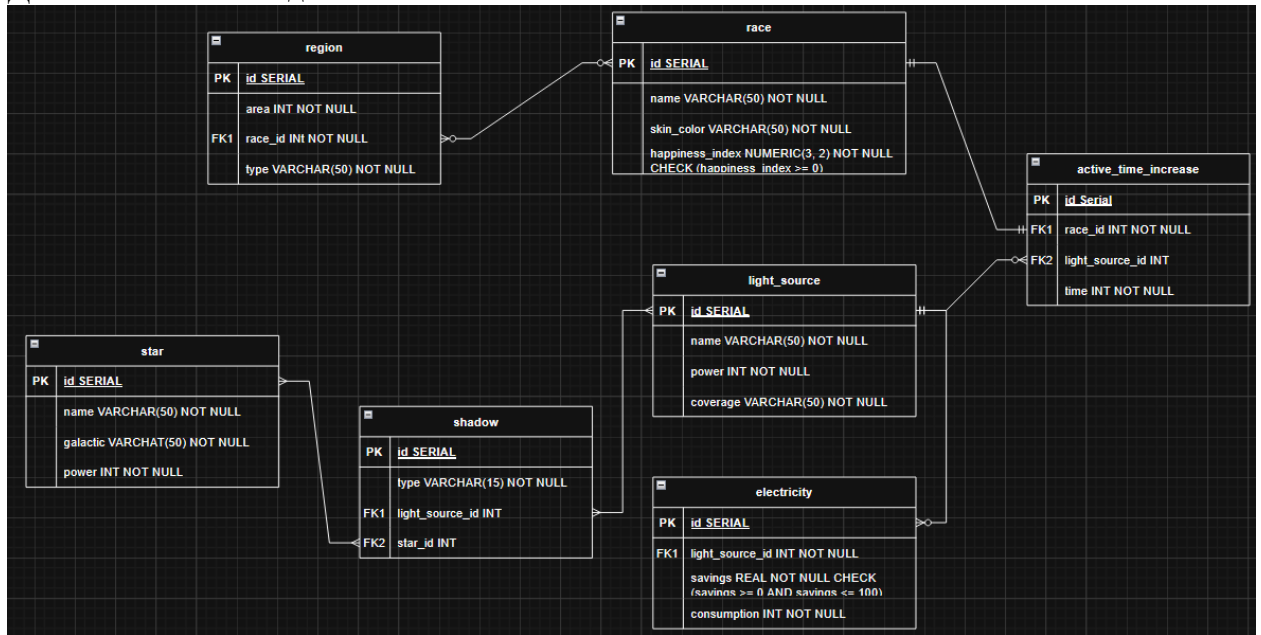 region
PK id SERIAL
area INT NOT NULL
FK1 race_id INt NOT NULL
type VARCHAR(50) NOT NULL
race
PK id SERIAL
name VARCHAR(50) NOT NULL
skin_color VARCHAR(50) NOT NULL
happiness_index NUMERIC(3, 2) NOT NULL
CHECK (happiness_index >= 0)
active_time_increase
PK id Serial
FK1 race_id INT NOT NULL
FK2 light_source_id INT
time INT NOT NULL
light_source
PK id SERIAL
name VARCHAR(50) NOT NULL
power INT NOT NULL
coverage VARCHAR(50) NOT NULL
star
PK id SERIAL
name VARCHAR(50) NOT NULL
galactic VARCHAT(50) NOT NULL
power INT NOT NULL
shadow
PK id SERIAL
type VARCHAR(15) NOT NULL
FK1 light_source_id INT
FK2 star_id INT
electricity
PK id SERIAL
FK1 light_source_id INT NOT NULL
savings REAL NOT NULL CHECK
(savings >= 0 AND savings <= 100)
consumption INT NOT NULL